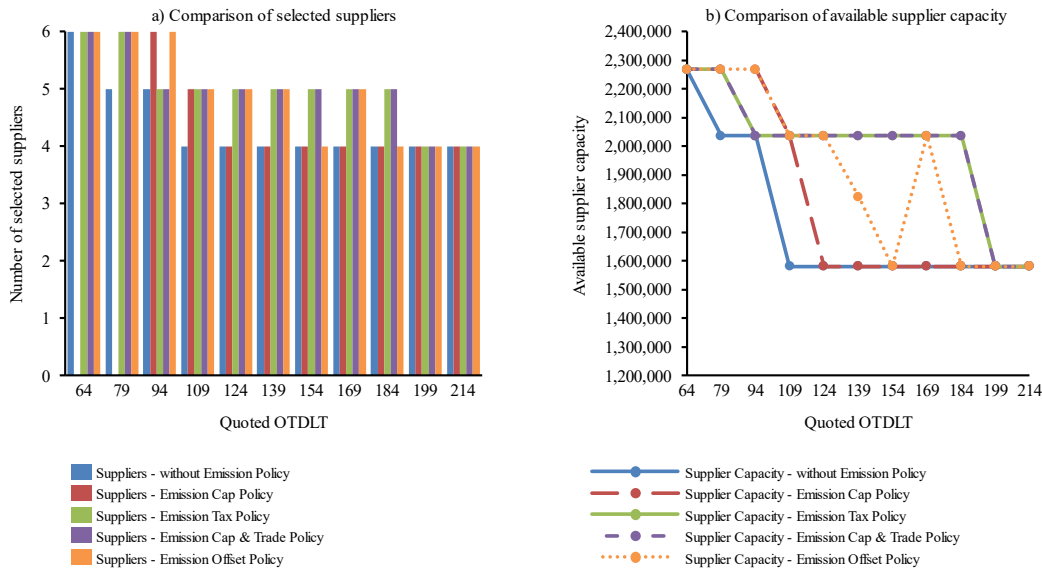 a) Comparison of selected suppliers
Number of selected suppliers
6
5
4
3
2
1
0
64 79 94 109 124 139 154 169 184 199 214
Quoted OTDLT
Suppliers - without Emission Policy
Suppliers - Emission Cap Policy
Suppliers - Emission Tax Policy
Suppliers - Emission Cap & Trade Policy
Suppliers - Emission Offset Policy
b) Comparison of available supplier capacity
Available supplier capacity
2,400,000
2,300,000
2,200,000
2,100,000
2,000,000
1,900,000
1,800,000
1,700,000
1,600,000
1,500,000
1,400,000
1,300,000
1,200,000
64 79 94 109 124 139 154 169 184 199 214
Quoted OTDLT
Supplier Capacity - without Emission Policy
Supplier Capacity - Emission Cap Policy
Supplier Capacity - Emission Tax Policy
Supplier Capacity - Emission Cap & Trade Policy
Supplier Capacity - Emission Offset Policy